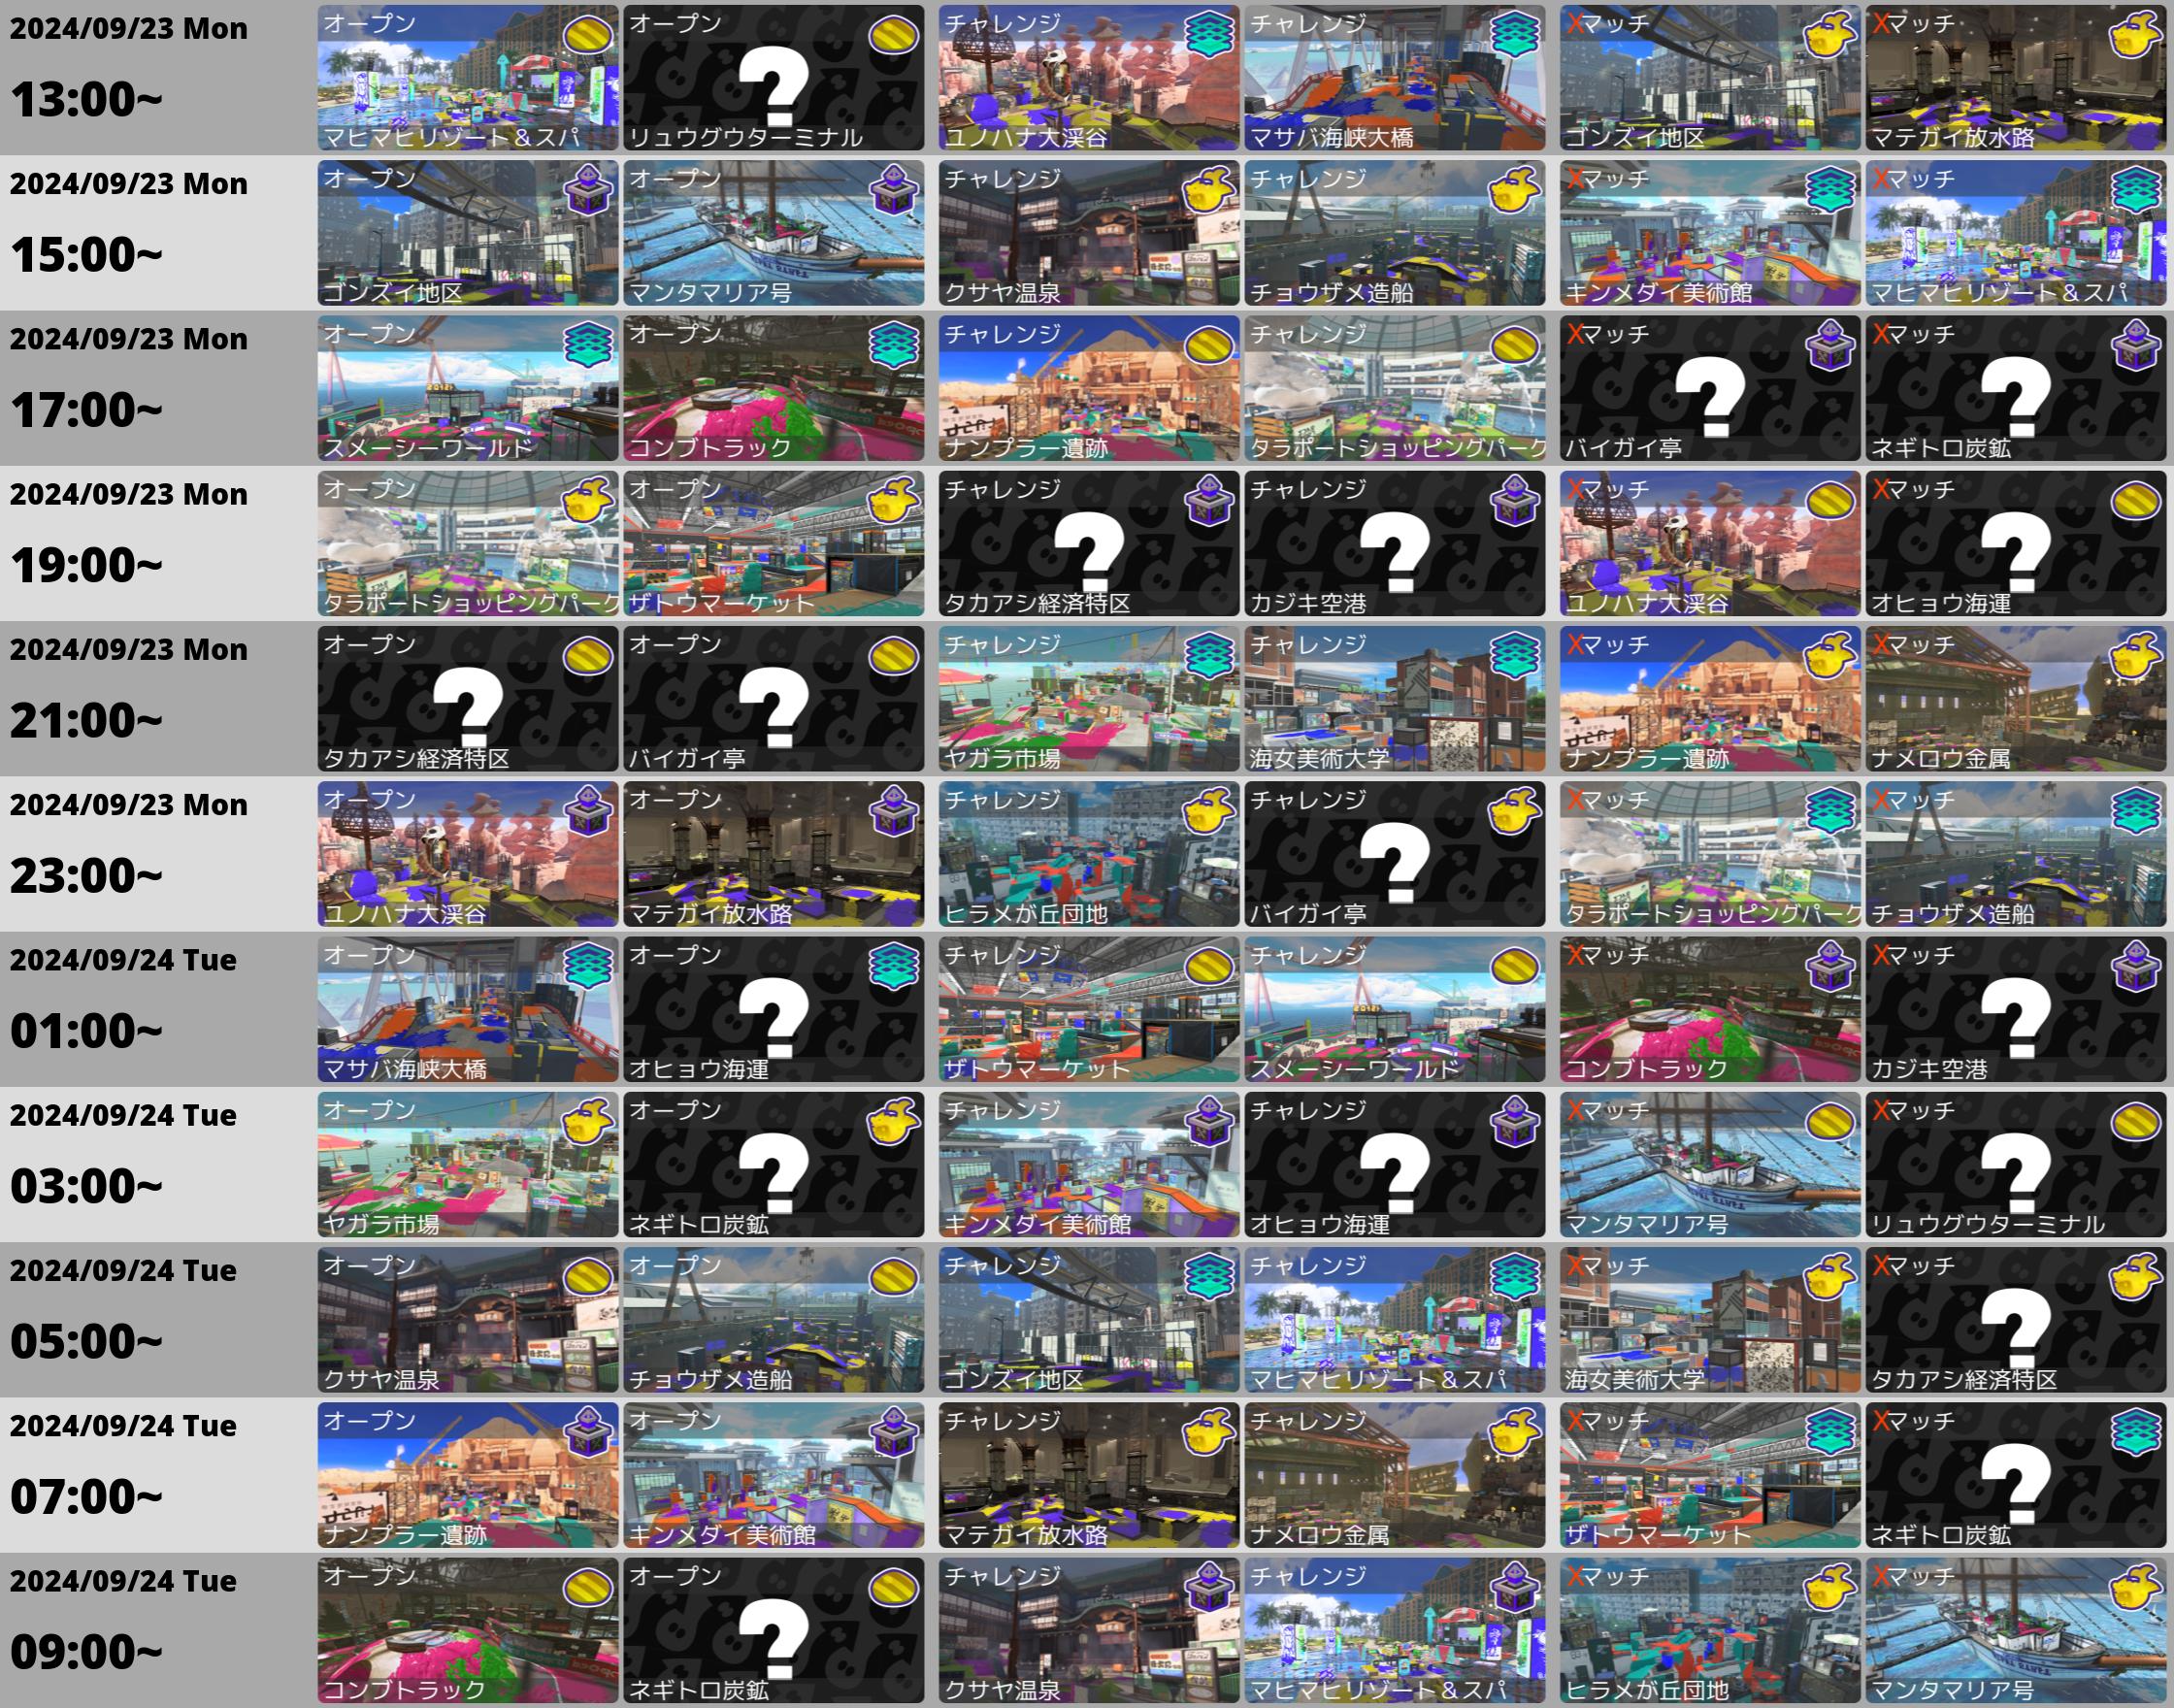 2024/09/23 Mon
13:00~
オープン
マヒマヒリゾート＆スパ
オープン
リュウグウターミナル
チャレンジ
ユノハナ大渓谷
チャレンジ
マサバ海峡大橋
Xマッチ
ゴンズイ地区
Xマッチ
マテガイ放水路
2024/09/23 Mon
15:00~
オープン
ゴンズイ地区
オープン
マンタマリア号
チャレンジ
クサヤ温泉
チャレンジ
チョウザメ造船
Xマッチ
キンメダイ美術館
Xマッチ
マヒマヒリゾート＆スパ
2024/09/23 Mon
17:00~
オープン
スメーシーワールド
オープン
コンブトラック
チャレンジ
ナンプラー遺跡
チャレンジ
タラポートショッピングパーク
Xマッチ
バイガイ亭
Xマッチ
ネギトロ炭鉱
2024/09/23 Mon
19:00~
オープン
タラポートショッピングパーク
オープン
ザトウマーケット
チャレンジ
タカアシ経済特区
チャレンジ
カジキ空港
Xマッチ
ユノハナ大渓谷
Xマッチ
オヒョウ海運
2024/09/23 Mon
21:00~
オープン
タカアシ経済特区
オープン
バイガイ亭
チャレンジ
ヤガラ市場
チャレンジ
海女美術大学
Xマッチ
ナンプラー遺跡
Xマッチ
ナメロウ金属
2024/09/23 Mon
23:00~
オープン
ユノハナ大渓谷
オープン
マテガイ放水路
チャレンジ
ヒラメが丘団地
チャレンジ
バイガイ亭
Xマッチ
タラポートショッピングパーク
Xマッチ
チョウザメ造船
2024/09/24 Tue
01:00~
オープン
マサバ海峡大橋
オープン
オヒョウ海運
チャレンジ
ザトウマーケット
チャレンジ
スメーシーワールド
Xマッチ
コンブトラック
Xマッチ
カジキ空港
2024/09/24 Tue
03:00~
オープン
ヤガラ市場
オープン
ネギトロ炭鉱
チャレンジ
キンメダイ美術館
チャレンジ
オヒョウ海運
Xマッチ
マンタマリア号
Xマッチ
リュウグウターミナル
2024/09/24 Tue
05:00~
オープン
クサヤ温泉
オープン
チョウザメ造船
チャレンジ
ゴンズイ地区
チャレンジ
マヒマヒリゾート＆スパ
Xマッチ
海女美術大学
Xマッチ
タカアシ経済特区
2024/09/24 Tue
07:00~
オープン
ナンプラー遺跡
オープン
キンメダイ美術館
チャレンジ
マテガイ放水路
チャレンジ
ナメロウ金属
Xマッチ
ザトウマーケット
Xマッチ
ネギトロ炭鉱
2024/09/24 Tue
09:00~
オープン
コンブトラック
オープン
ネギトロ炭鉱
チャレンジ
クサヤ温泉
チャレンジ
マヒマヒリゾート＆スパ
Xマッチ
ヒラメが丘団地
Xマッチ
マンタマリア号